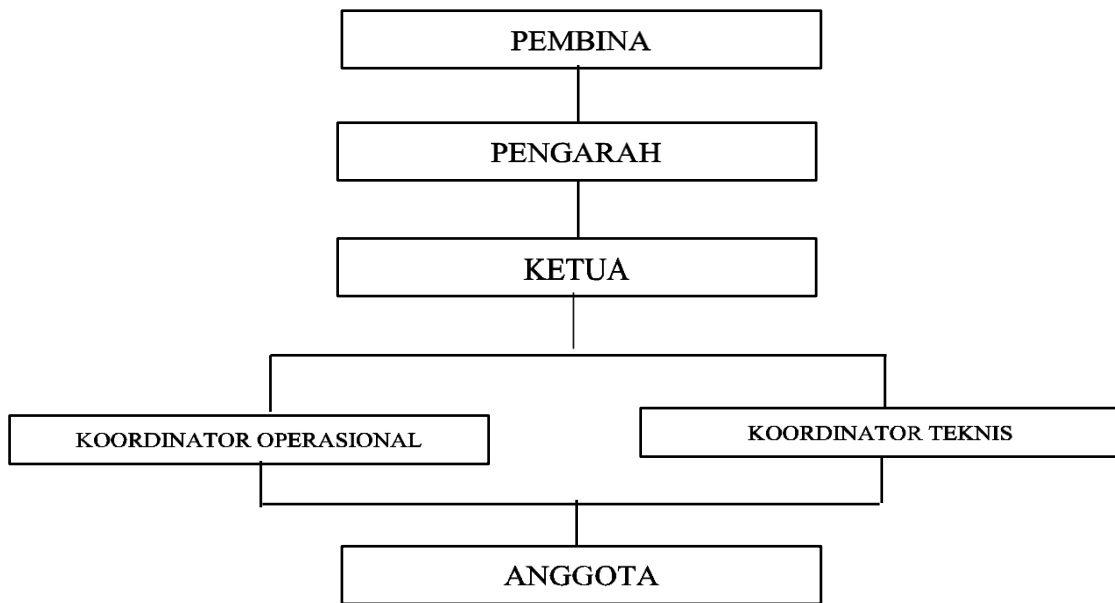 PEMBINA
PENGARAH
KETUA
KOORDINATOR OPERASIONAL
KOORDINATOR TEKNIS
ANGGOTA